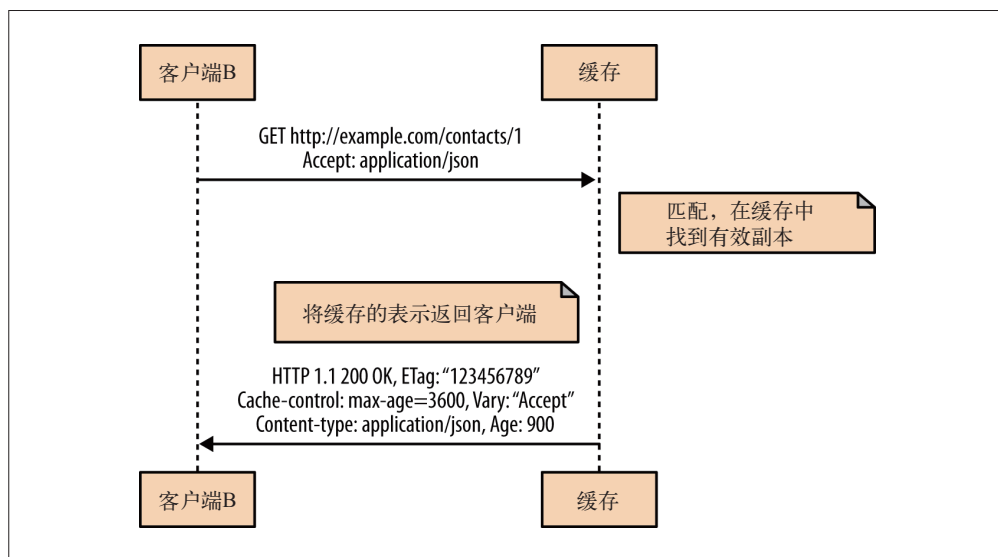 客户端B
缓存
GET http://example.com/contacts/1
Accept: application/json
匹配，在缓存中
找到有效副本
将缓存的表示返回客户端
HTTP 1.1 200 OK, ETag: “123456789”
Cache-control: max-age=3600, Vary: “Accept”
Content-type: application/json, Age: 900
客户端B
缓存